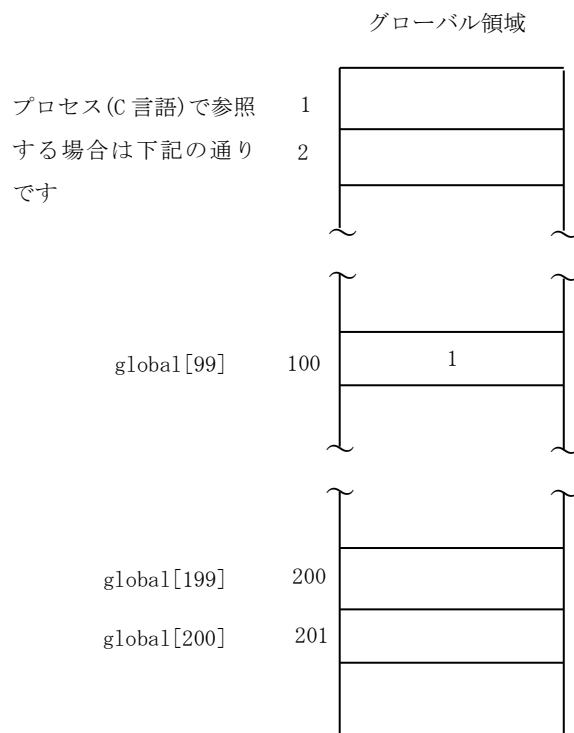 グローバル領域
プロセス(C 言語)で参照
する場合は下記の通り
です
1
2
global[99] 100 1
global[199] 200
global[200] 201